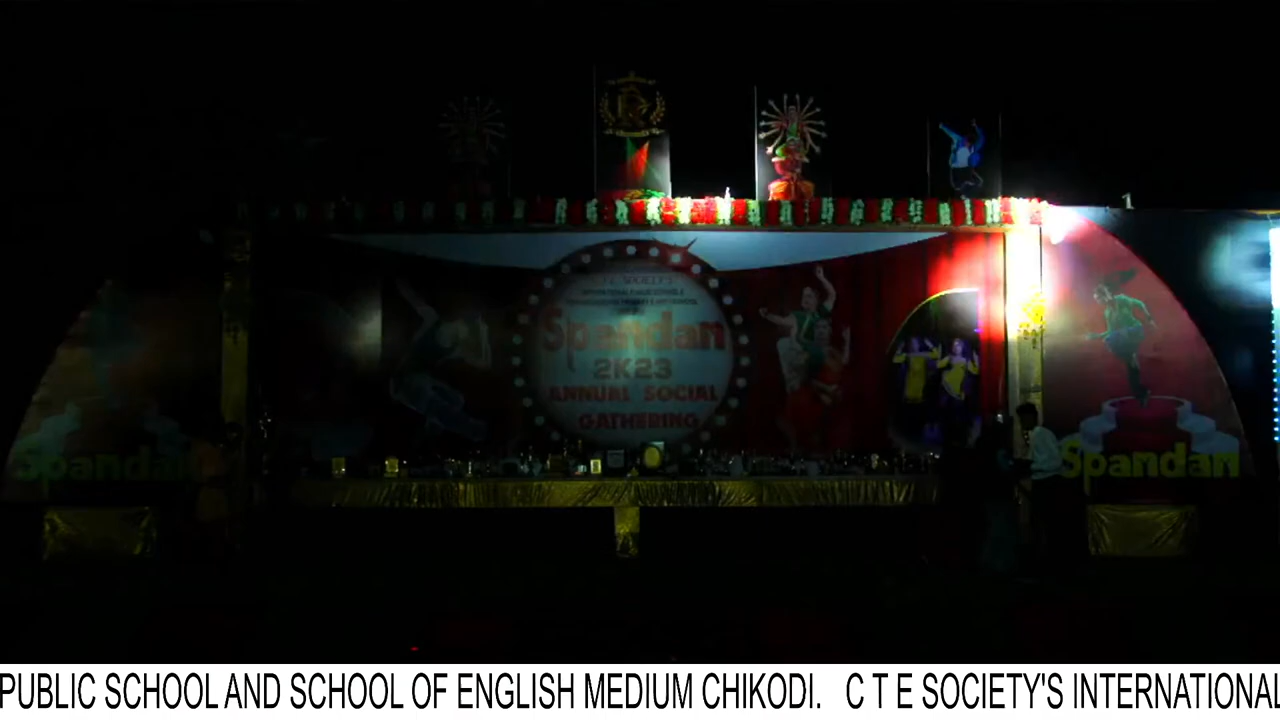 Spandan
2K23
ANNUAL SOCIAL
GATHERING
Spandan
Spandan
PUBLIC SCHOOL AND SCHOOL OF ENGLISH MEDIUM CHIKODI. C T E SOCIETY'S INTERNATIONAL